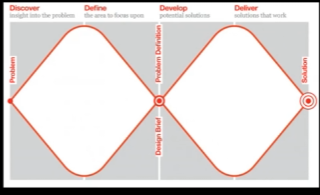 Discover
insight into the problem
Define
the area to focus upon
Develop
potential solutions
Deliver
solutions that work
Problem
Problem Definition
Design Brief
Solution